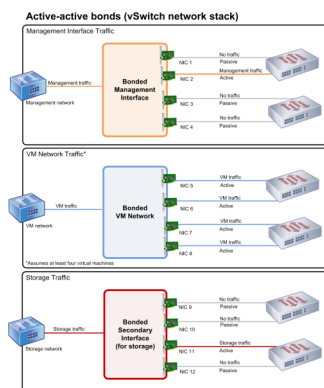 Active-active bonds (vSwitch network stack)
Management Interface Traffic
Management traffic
Management network
Bonded
Management
Interface
NIC 1
No traffic
Passive
NIC 2
Management traffic
Active
NIC 3
No traffic
Passive
NIC 4
No traffic
Passive
VM Network Traffic*
VM traffic
VM network
Bonded
VM Network
NIC 5
VM traffic
Active
NIC 6
VM traffic
Active
NIC 7
VM traffic
Active
NIC 8
VM traffic
Active
*Assumes at least four virtual machines
Storage Traffic
Storage traffic
Storage network
Bonded
Secondary
Interface
(for storage)
NIC 9
No traffic
Passive
NIC 10
No traffic
Passive
NIC 11
Storage traffic
Active
NIC 12
No traffic
Passive